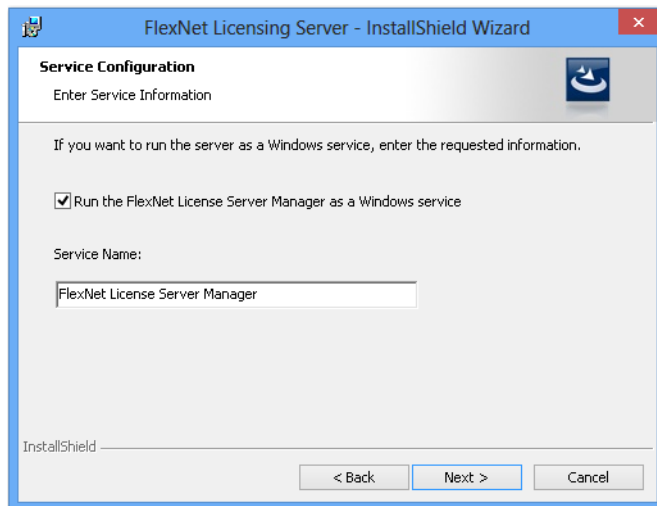 FlexNet Licensing Server - InstallShield Wizard
Service Configuration
Enter Service Information
If you want to run the server as a Windows service, enter the requested information.
Run the FlexNet License Server Manager as a Windows service
Service Name:
FlexNet License Server Manager
InstallShield
< Back Next > Cancel